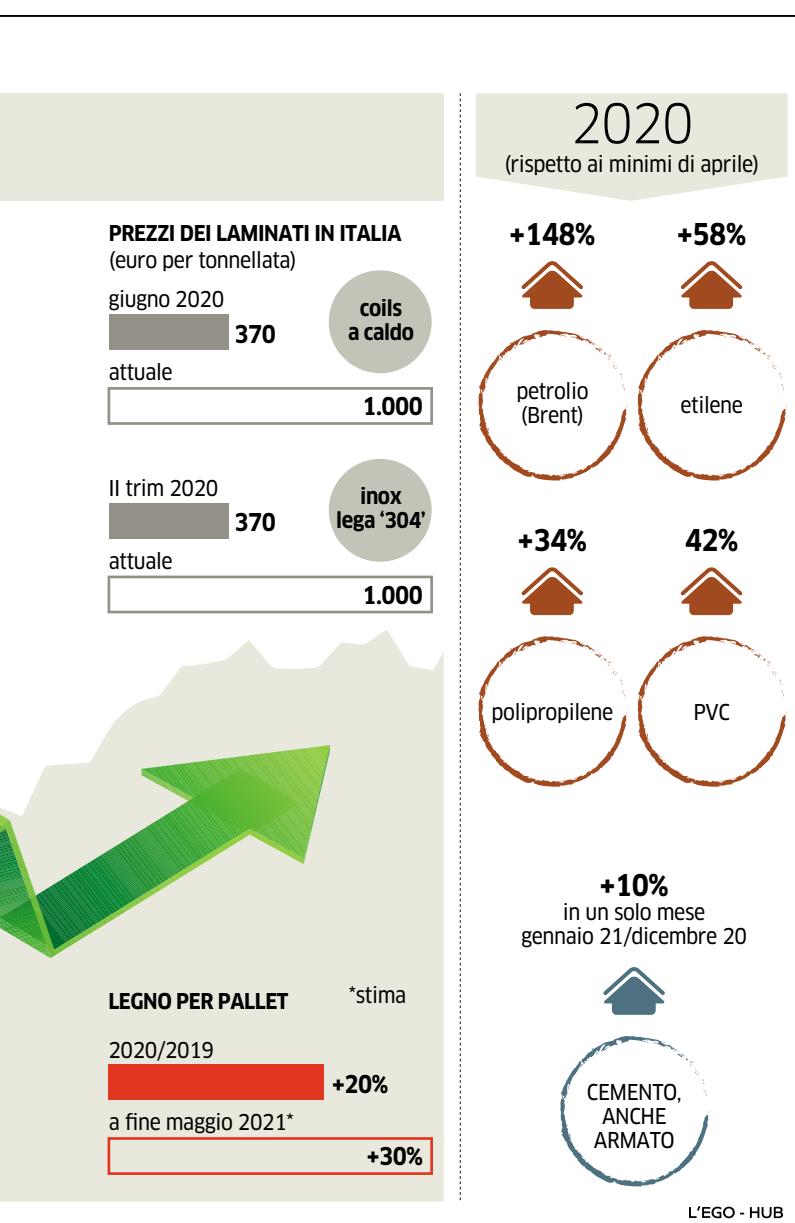 PREZZI DEI LAMINATI IN ITALIA
(euro per tonnellata)
giugno 2020
370
coils
a caldo
attuale
1.000
II trim 2020
370
inox
lega ‘304’
attuale
1.000
LEGNO PER PALLET
*stima
2020/2019
+20%
a fine maggio 2021*
+30%
2020
(rispetto ai minimi di aprile)
+148%
petrolio
(Brent)
+58%
etilene
+34%
polipropilene
42%
PVC
+10%
in un solo mese
gennaio 21/dicembre 20
CEMENTO,
ANCHE
ARMATO
L’EGO - HUB